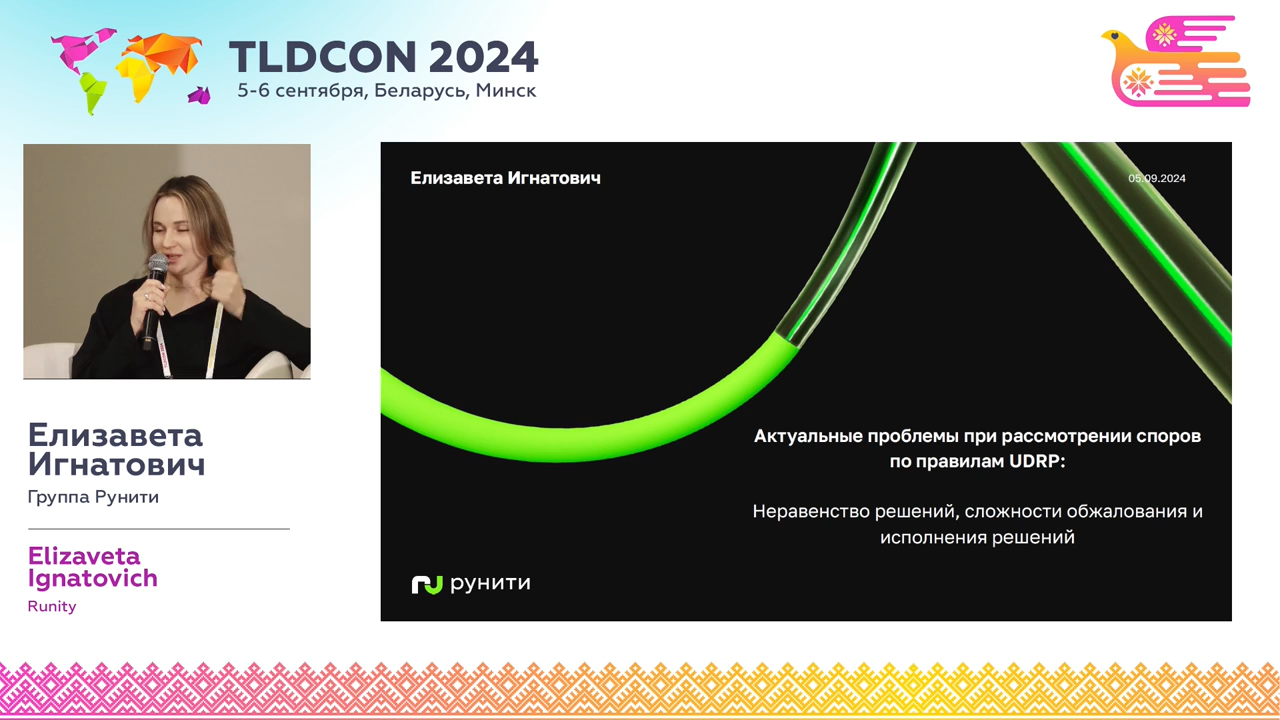 TLDCON 2024
5-6 сентября, Беларусь, Минск
Елизавета Игнатович
05.09.2024
Актуальные проблемы при рассмотрении споров
по правилам UDRP:
Неравенство решений, сложности обжалования и
исполнения решений
рунити
Елизавета
Игнатович
Группа Рунити
Elizaveta
Ignatovich
Runity